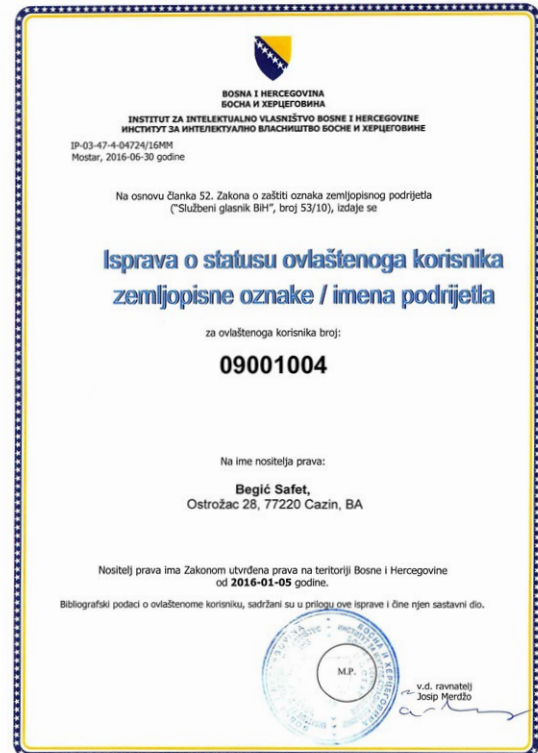 BOSNA I HERCEGOVINA
БОСНА И ХЕРЦЕГОВИНА
INSTITUT ZA INTELEKTUALNO VLASNIŠTVO BOSNE I HERCEGOVINE
ИНСТИТУТ ЗА ИНТЕЛЕКТУАЛНО ВЛАСНИШТВО БОСНЕ И ХЕРЦЕГОВИНЕ
IP-03-47-4-04724/16MM
Mostar, 2016-06-30 godine
Na osnovu članka 52. Zakona o zaštiti oznaka zemljopisnog podrijetla
("Službeni glasnik BiH", broj 53/10), izdaje se
Isprava o statusu ovlaštenoga korisnika
zemljopisne oznake / imena podrijetla
za ovlaštenoga korisnika broj:
09001004
Na ime nositelja prava:
Begić Safet,
Ostrožac 28, 77220 Cazin, BA
Nositelj prava ima Zakonom utvrđena prava na teritoriji Bosne i Hercegovine
od 2016-01-05 godine.
Bibliografski podaci o ovlaštenome korisniku, sadržani su u prilogu ove isprave i čine njen sastavni dio.
БОСНА И ХЕРЦЕГОВИНА
M.P.
v.d. ravnatelj
Josip Merdžo